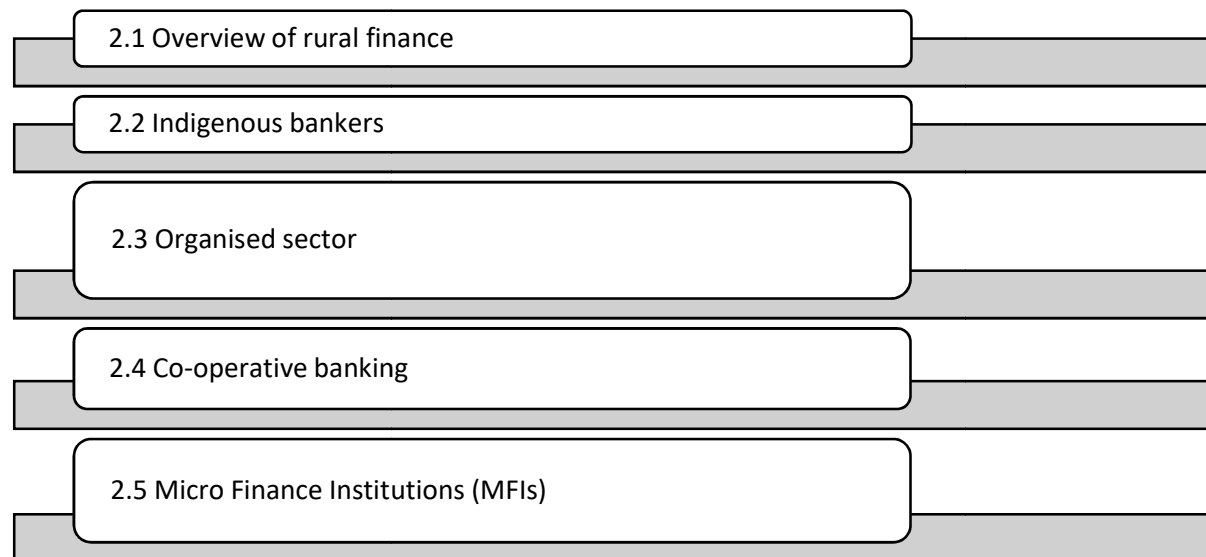 2.1 Overview of rural finance
2.2 Indigenous bankers
2.3 Organised sector
2.4 Co-operative banking
2.5 Micro Finance Institutions (MFIs)